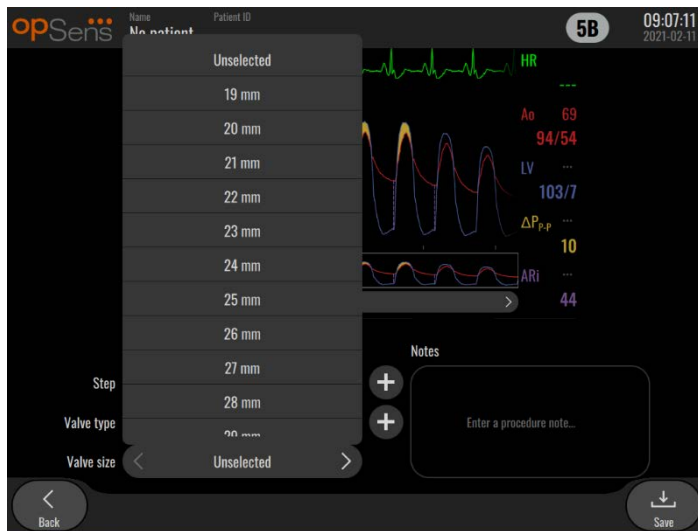 opSens
Name
Patient ID
No patient
5B
09:07:11
2021-02-11
Unselected
19 mm
20 mm
21 mm
22 mm
23 mm
24 mm
25 mm
26 mm
27 mm
28 mm
29 mm
HR
---
Ao 69
94/54
LV ---
103/7
ΔPP-P ---
10
ARi ---
44
Notes
Enter a procedure note...
Step
Valve type
Valve size
Unselected
Back
Save